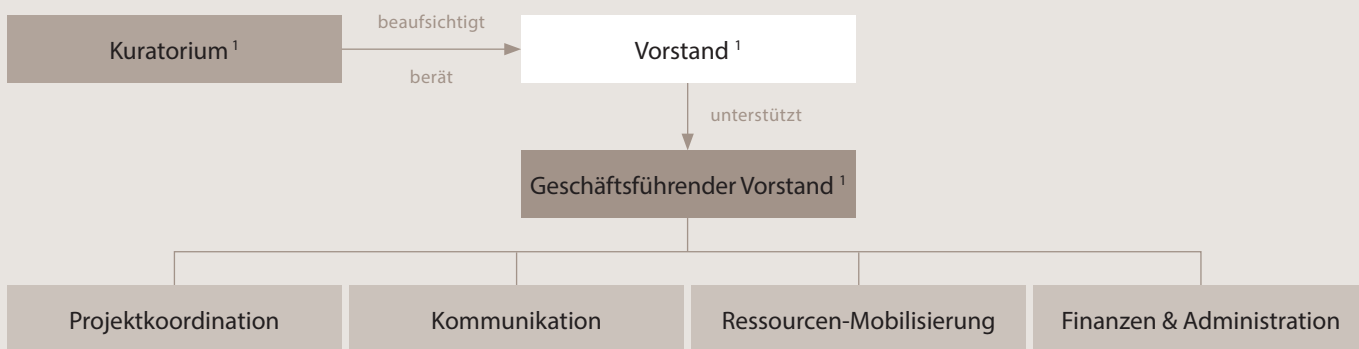 beaufsichtigt
Kuratorium ¹
Vorstand ¹
berät
unterstützt
Geschäftsführender Vorstand ¹
Projektkoordination
Kommunikation
Ressourcen-Mobilisierung
Finanzen & Administration